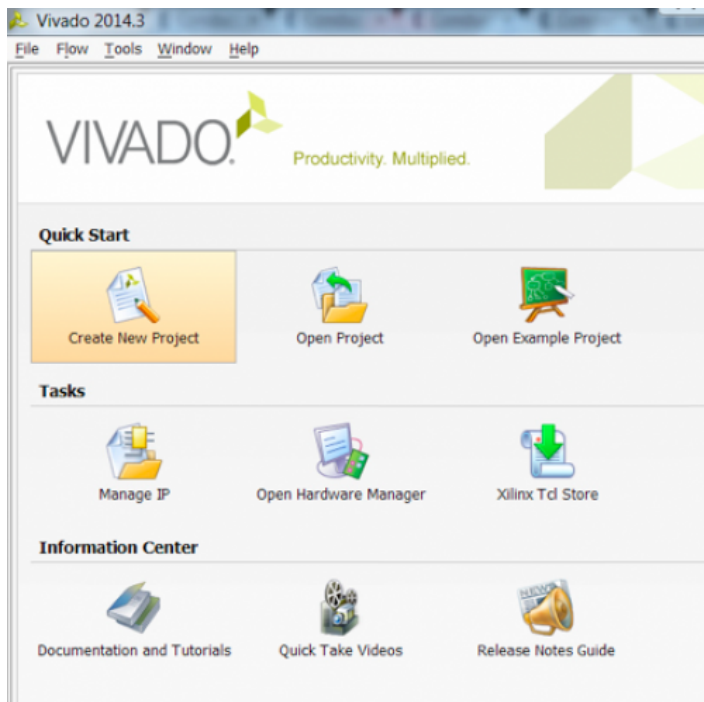 Vivado 2014.3
File Flow Tools Window Help
VIVADO.
Productivity. Multiplied.
Quick Start
Create New Project Open Project Open Example Project
Tasks
Manage IP Open Hardware Manager Xilinx Tcl Store
Information Center
NEWS
Documentation and Tutorials Quick Take Videos Release Notes Guide